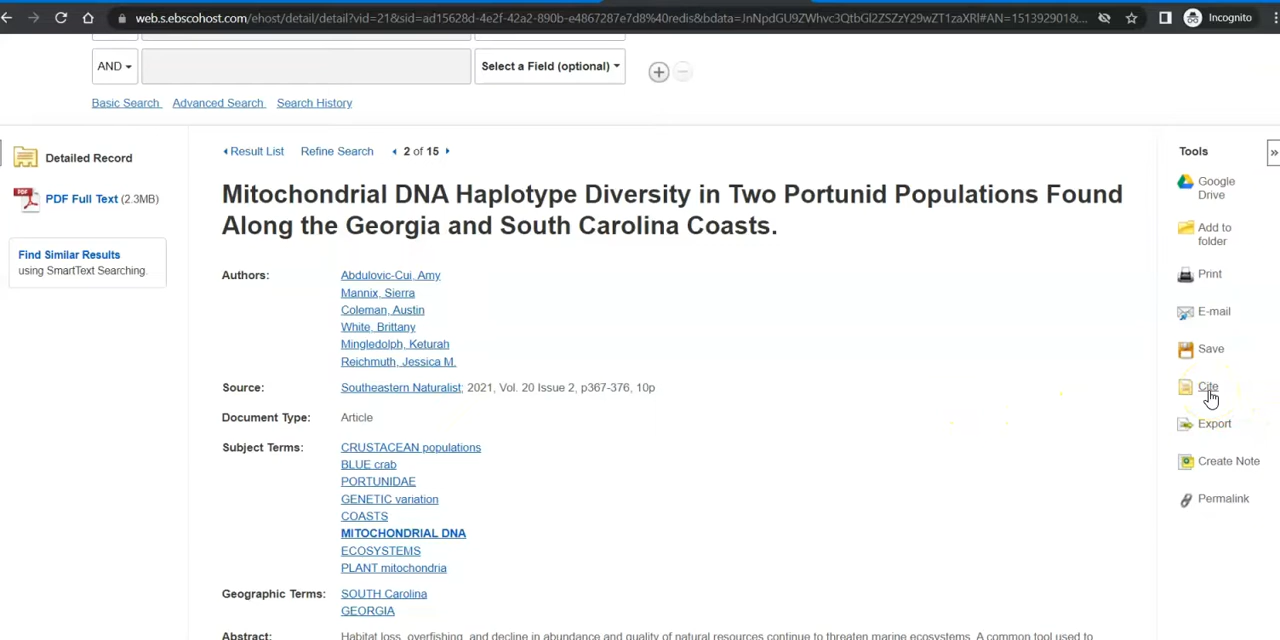 web.s.ebscohost.com/ehost/detail/detail?vid=21&sid=ad15628d-4e2f-42a2-890b-e4867287e7d8%40redis&bdata=JnNpdGU9ZWhvc3QtbGl2ZSZzY29wZT1zaXRl#AN=151392901&...
Incognito
AND
Select a Field (optional)
Basic Search
Advanced Search
Search History
Detailed Record
PDF Full Text (2.3MB)
Find Similar Results
using SmartText Searching.
Result List
Refine Search
2 of 15
Mitochondrial DNA Haplotype Diversity in Two Portunid Populations Found
Along the Georgia and South Carolina Coasts.
Authors:
Abdulovic-Cui, Amy
Mannix, Sierra
Coleman, Austin
White, Brittany
Mingledolph, Keturah
Reichmuth, Jessica M.
Source:
Southeastern Naturalist; 2021, Vol. 20 Issue 2, p367-376, 10p
Document Type:
Article
Subject Terms:
CRUSTACEAN populations
BLUE crab
PORTUNIDAE
GENETIC variation
COASTS
MITOCHONDRIAL DNA
ECOSYSTEMS
PLANT mitochondria
Geographic Terms:
SOUTH Carolina
GEORGIA
Abstract:
Habitat loss, overfishing, and decline in abundance and quality of natural resources continue to threaten marine ecosystems. A common tool used to
Tools
»
Google
Drive
Add to
folder
Print
E-mail
Save
Cite
Export
Create Note
Permalink